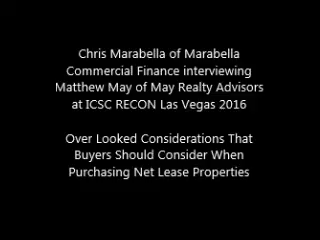 Chris Marabella of Marabella
Commercial Finance interviewing
Matthew May of May Realty Advisors
at ICSC RECON Las Vegas 2016
Over Looked Considerations That
Buyers Should Consider When
Purchasing Net Lease Properties